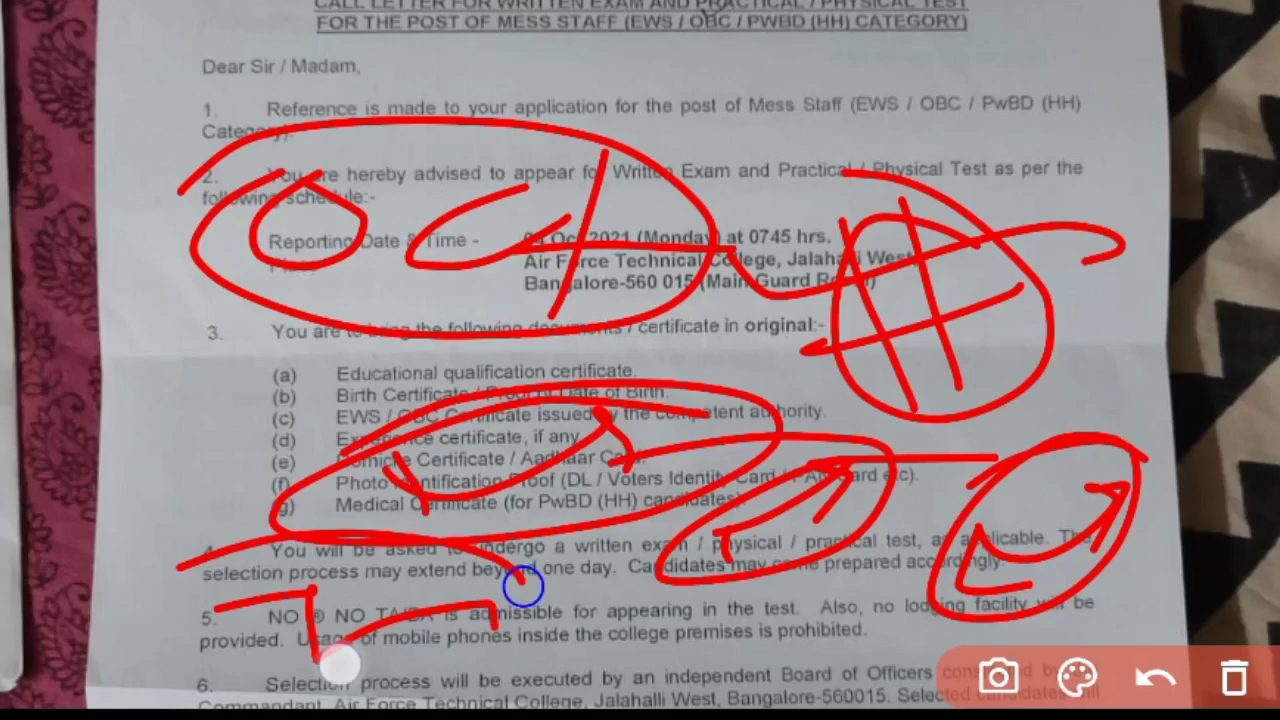 CALL LETTER FOR WRITTEN EXAM AND PRACTICAL / PHYSICAL TEST
FOR THE POST OF MESS STAFF (EWS / OBC / PWBD (HH) CATEGORY)
Dear Sir / Madam,
1. Reference is made to your application for the post of Mess Staff (EWS / OBC / PwBD (HH)
Category).
2. You are hereby advised to appear for Written Exam and Practical / Physical Test as per the
following schedule:-
Reporting Date & Time - Oct 2021 (Monday) at 0745 hrs.
Place Air Force Technical College, Jalahalli West
Bangalore-560 015 (Main Guard Room)
3. You are to bring the following documents / certificate in original:-
(a) Educational qualification certificate.
(b) Birth Certificate / Proof of Date of Birth.
(c) EWS / OBC Certificate issued by the competent authority.
(d) Experience certificate, if any
(e) Domicile Certificate / Aadhaar Card.
(f) Photo Identification Proof (DL / Voters Identity Card / PAN Card etc).
(g) Medical Certificate (for PwBD (HH) candidates).
4. You will be asked to undergo a written exam / physical / practical test, as applicable. The
selection process may extend beyond one day. Candidates may come prepared accordingly.
5. NO ® NO TA/DA is admissible for appearing in the test. Also, no lodging facility will be
provided. Usage of mobile phones inside the college premises is prohibited.
6. Selection process will be executed by an independent Board of Officers by
Commandant, Air Force Technical College, Jalahalli West, Bangalore-560015. Selected candidates will